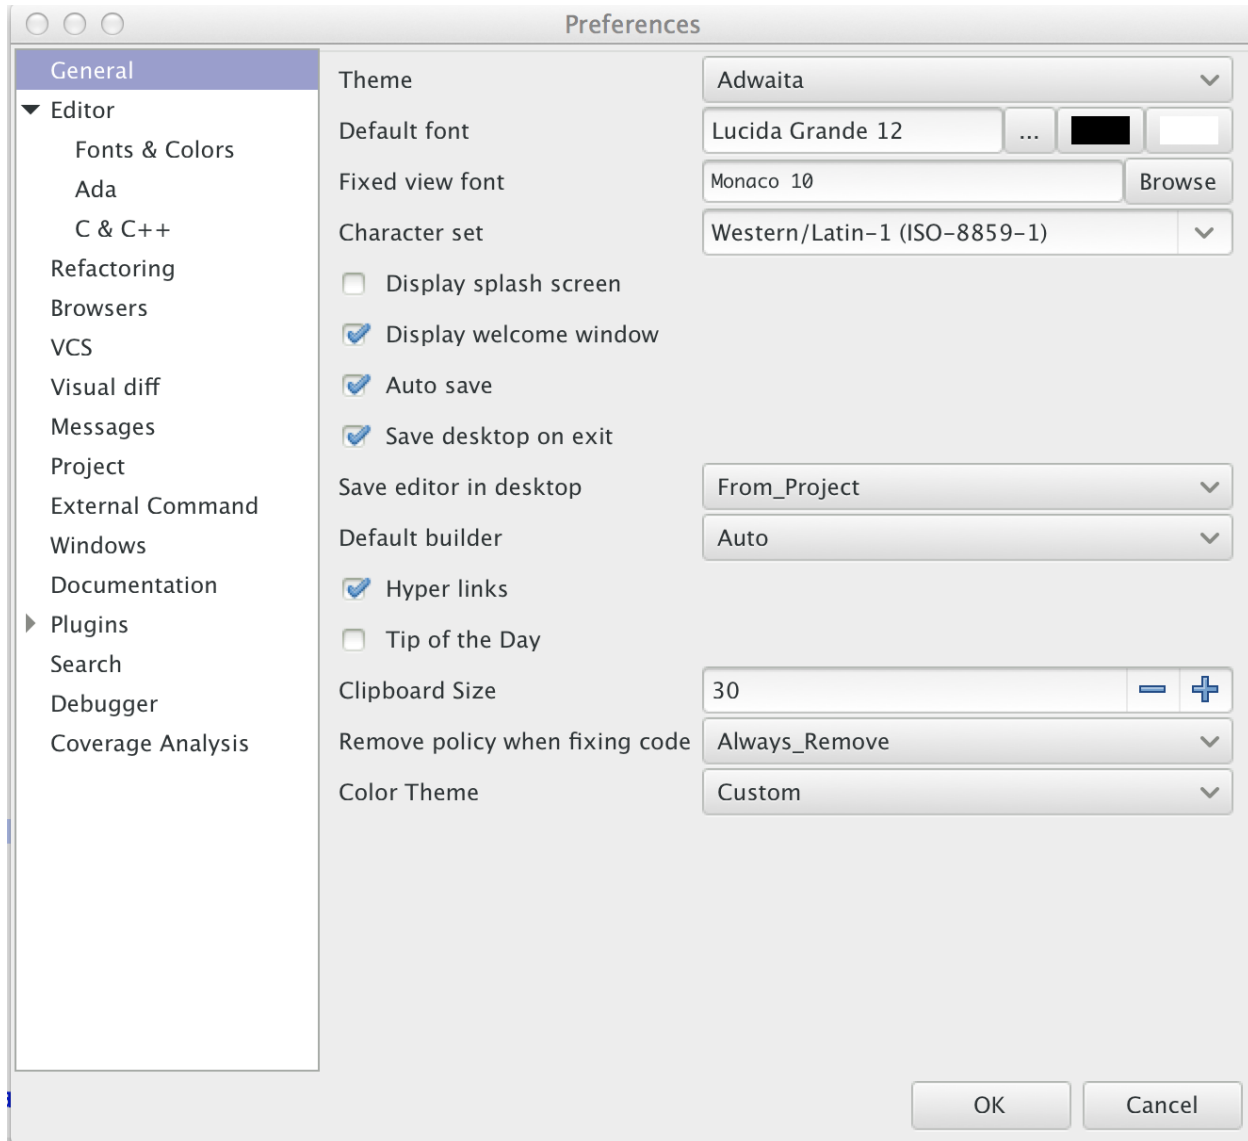 Preferences
General
Editor
Fonts & Colors
Ada
C & C++
Refactoring
Browsers
VCS
Visual diff
Messages
Project
External Command
Windows
Documentation
Plugins
Search
Debugger
Coverage Analysis
Theme Adwaita
Default font Lucida Grande 12 ...
Fixed view font Monaco 10 Browse
Character set Western/Latin-1 (ISO-8859-1)
Display splash screen
Display welcome window
Auto save
Save desktop on exit
Save editor in desktop From_Project
Default builder Auto
Hyper links
Tip of the Day
Clipboard Size 30
Remove policy when fixing code Always_Remove
Color Theme Custom
OK Cancel